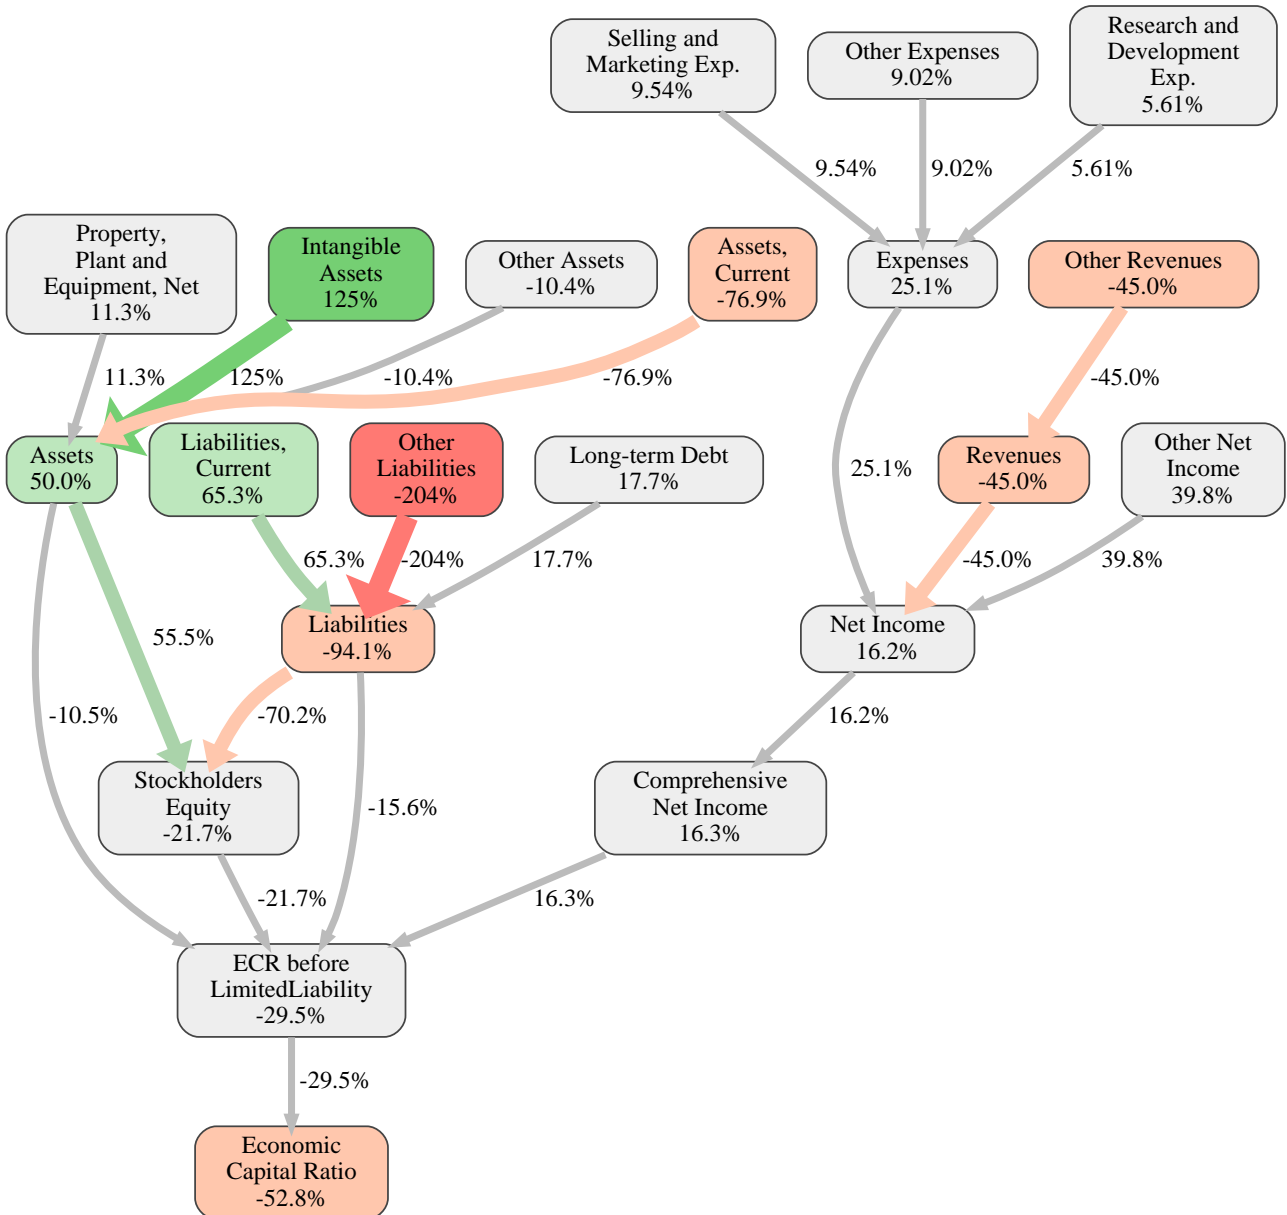 Selling and
Marketing Exp.
9.54%
Other Expenses
9.02%
Research and
Development
Exp.
5.61%
9.54%
9.02%
5.61%
Property,
Plant and
Equipment, Net
11.3%
Intangible
Assets
125%
Other Assets
-10.4%
Assets,
Current
-76.9%
Expenses
25.1%
Other Revenues
-45.0%
11.3%
125%
-10.4%
-76.9%
-45.0%
Assets
50.0%
Liabilities,
Current
65.3%
Other
Liabilities
-204%
Long-term Debt
17.7%
25.1%
Revenues
-45.0%
Other Net
Income
39.8%
65.3%
-204%
17.7%
-45.0%
39.8%
55.5%
Liabilities
-94.1%
Net Income
16.2%
-10.5%
-70.2%
16.2%
Stockholders
Equity
-21.7%
-15.6%
Comprehensive
Net Income
16.3%
-21.7%
16.3%
ECR before
LimitedLiability
-29.5%
-29.5%
Economic
Capital Ratio
-52.8%